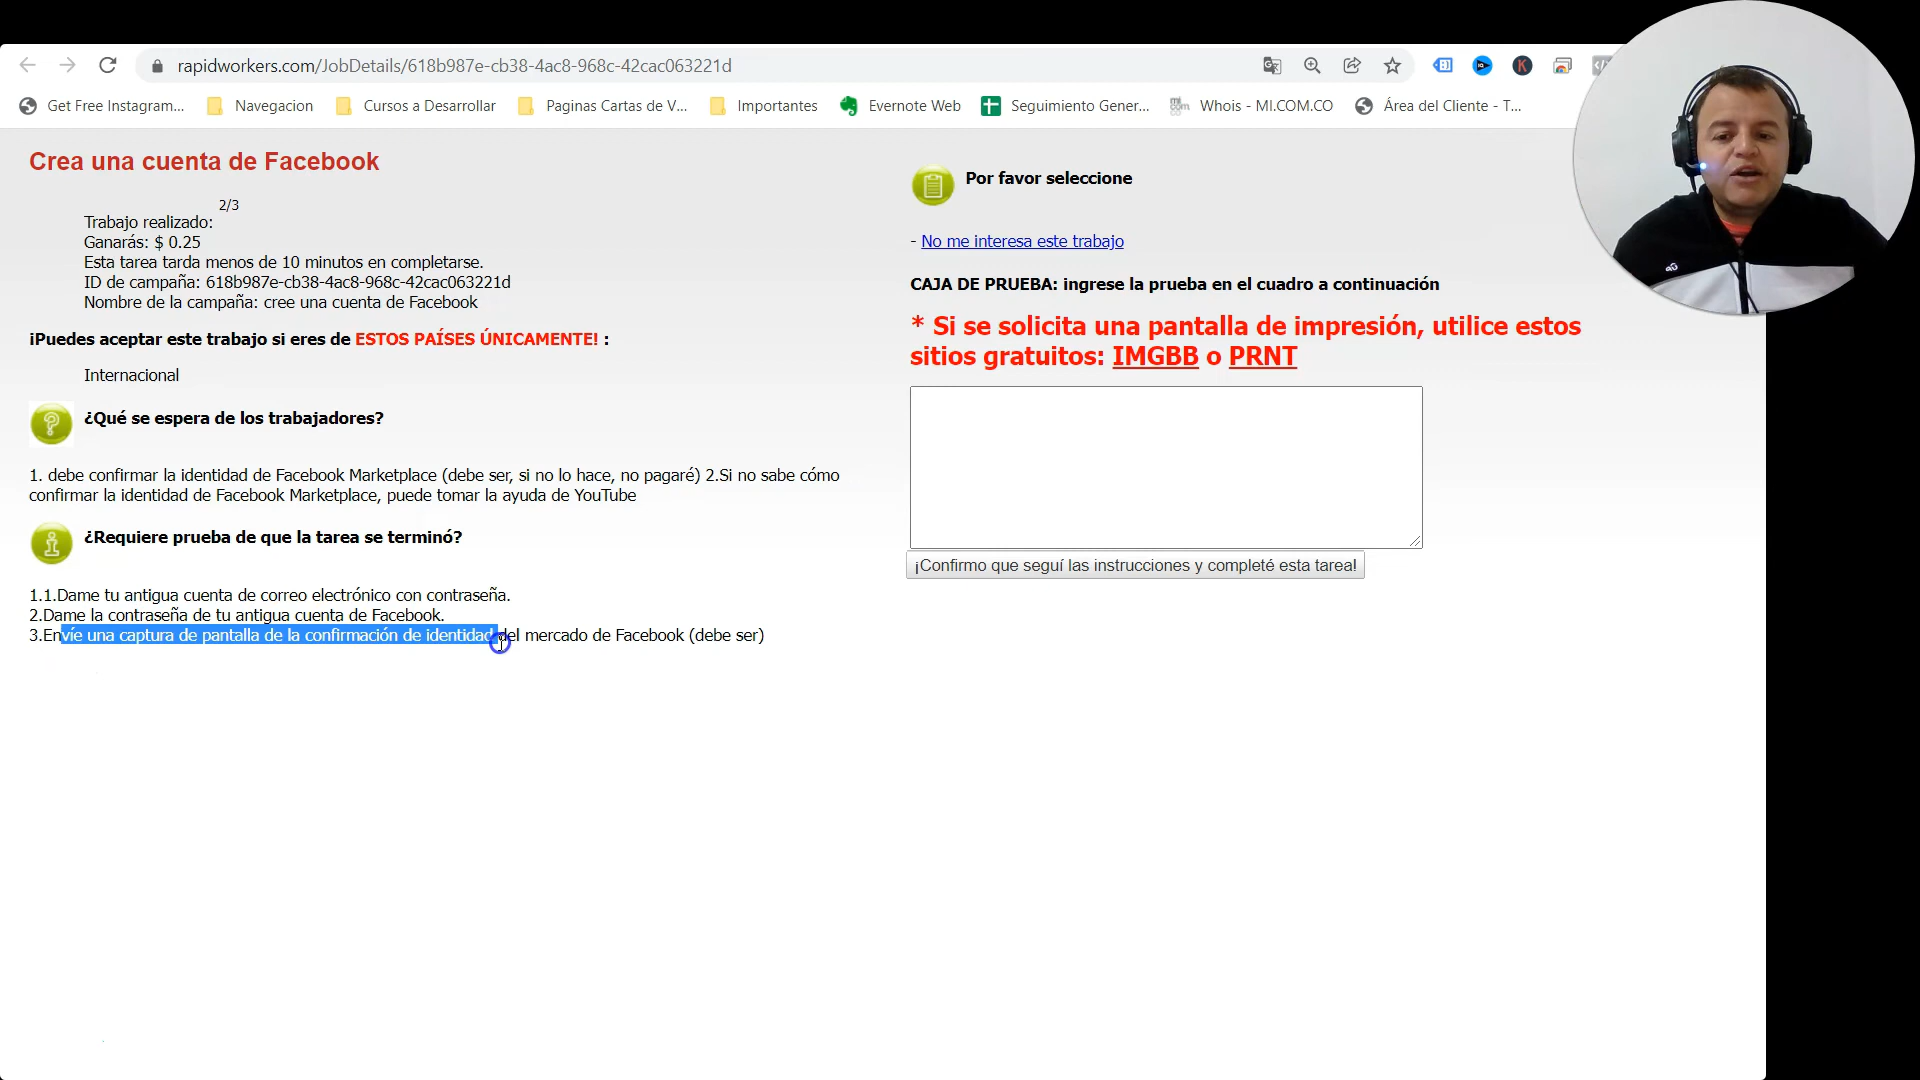 rapidworkers.com/JobDetails/618b987e-cb38-4ac8-968c-42cac063221d
Get Free Instagram...
Navegacion
Cursos a Desarrollar
Paginas Cartas de V...
Importantes
Evernote Web
Seguimiento Gener...
Whois - MI.COM.CO
Área del Cliente - T...
Crea una cuenta de Facebook
2/3
Trabajo realizado:
Ganarás: $ 0.25
Esta tarea tarda menos de 10 minutos en completarse.
ID de campaña: 618b987e-cb38-4ac8-968c-42cac063221d
Nombre de la campaña: cree una cuenta de Facebook
¡Puedes aceptar este trabajo si eres de ESTOS PAÍSES ÚNICAMENTE! :
Internacional
¿Qué se espera de los trabajadores?
1. debe confirmar la identidad de Facebook Marketplace (debe ser, si no lo hace, no pagaré) 2.Si no sabe cómo
confirmar la identidad de Facebook Marketplace, puede tomar la ayuda de YouTube
¿Requiere prueba de que la tarea se terminó?
1.1.Dame tu antigua cuenta de correo electrónico con contraseña.
2.Dame la contraseña de tu antigua cuenta de Facebook.
3.Envíe una captura de pantalla de la confirmación de identidad del mercado de Facebook (debe ser)
Por favor seleccione
- No me interesa este trabajo
CAJA DE PRUEBA: ingrese la prueba en el cuadro a continuación
* Si se solicita una pantalla de impresión, utilice estos
sitios gratuitos: IMGBB o PRNT
¡Confirmo que seguí las instrucciones y completé esta tarea!